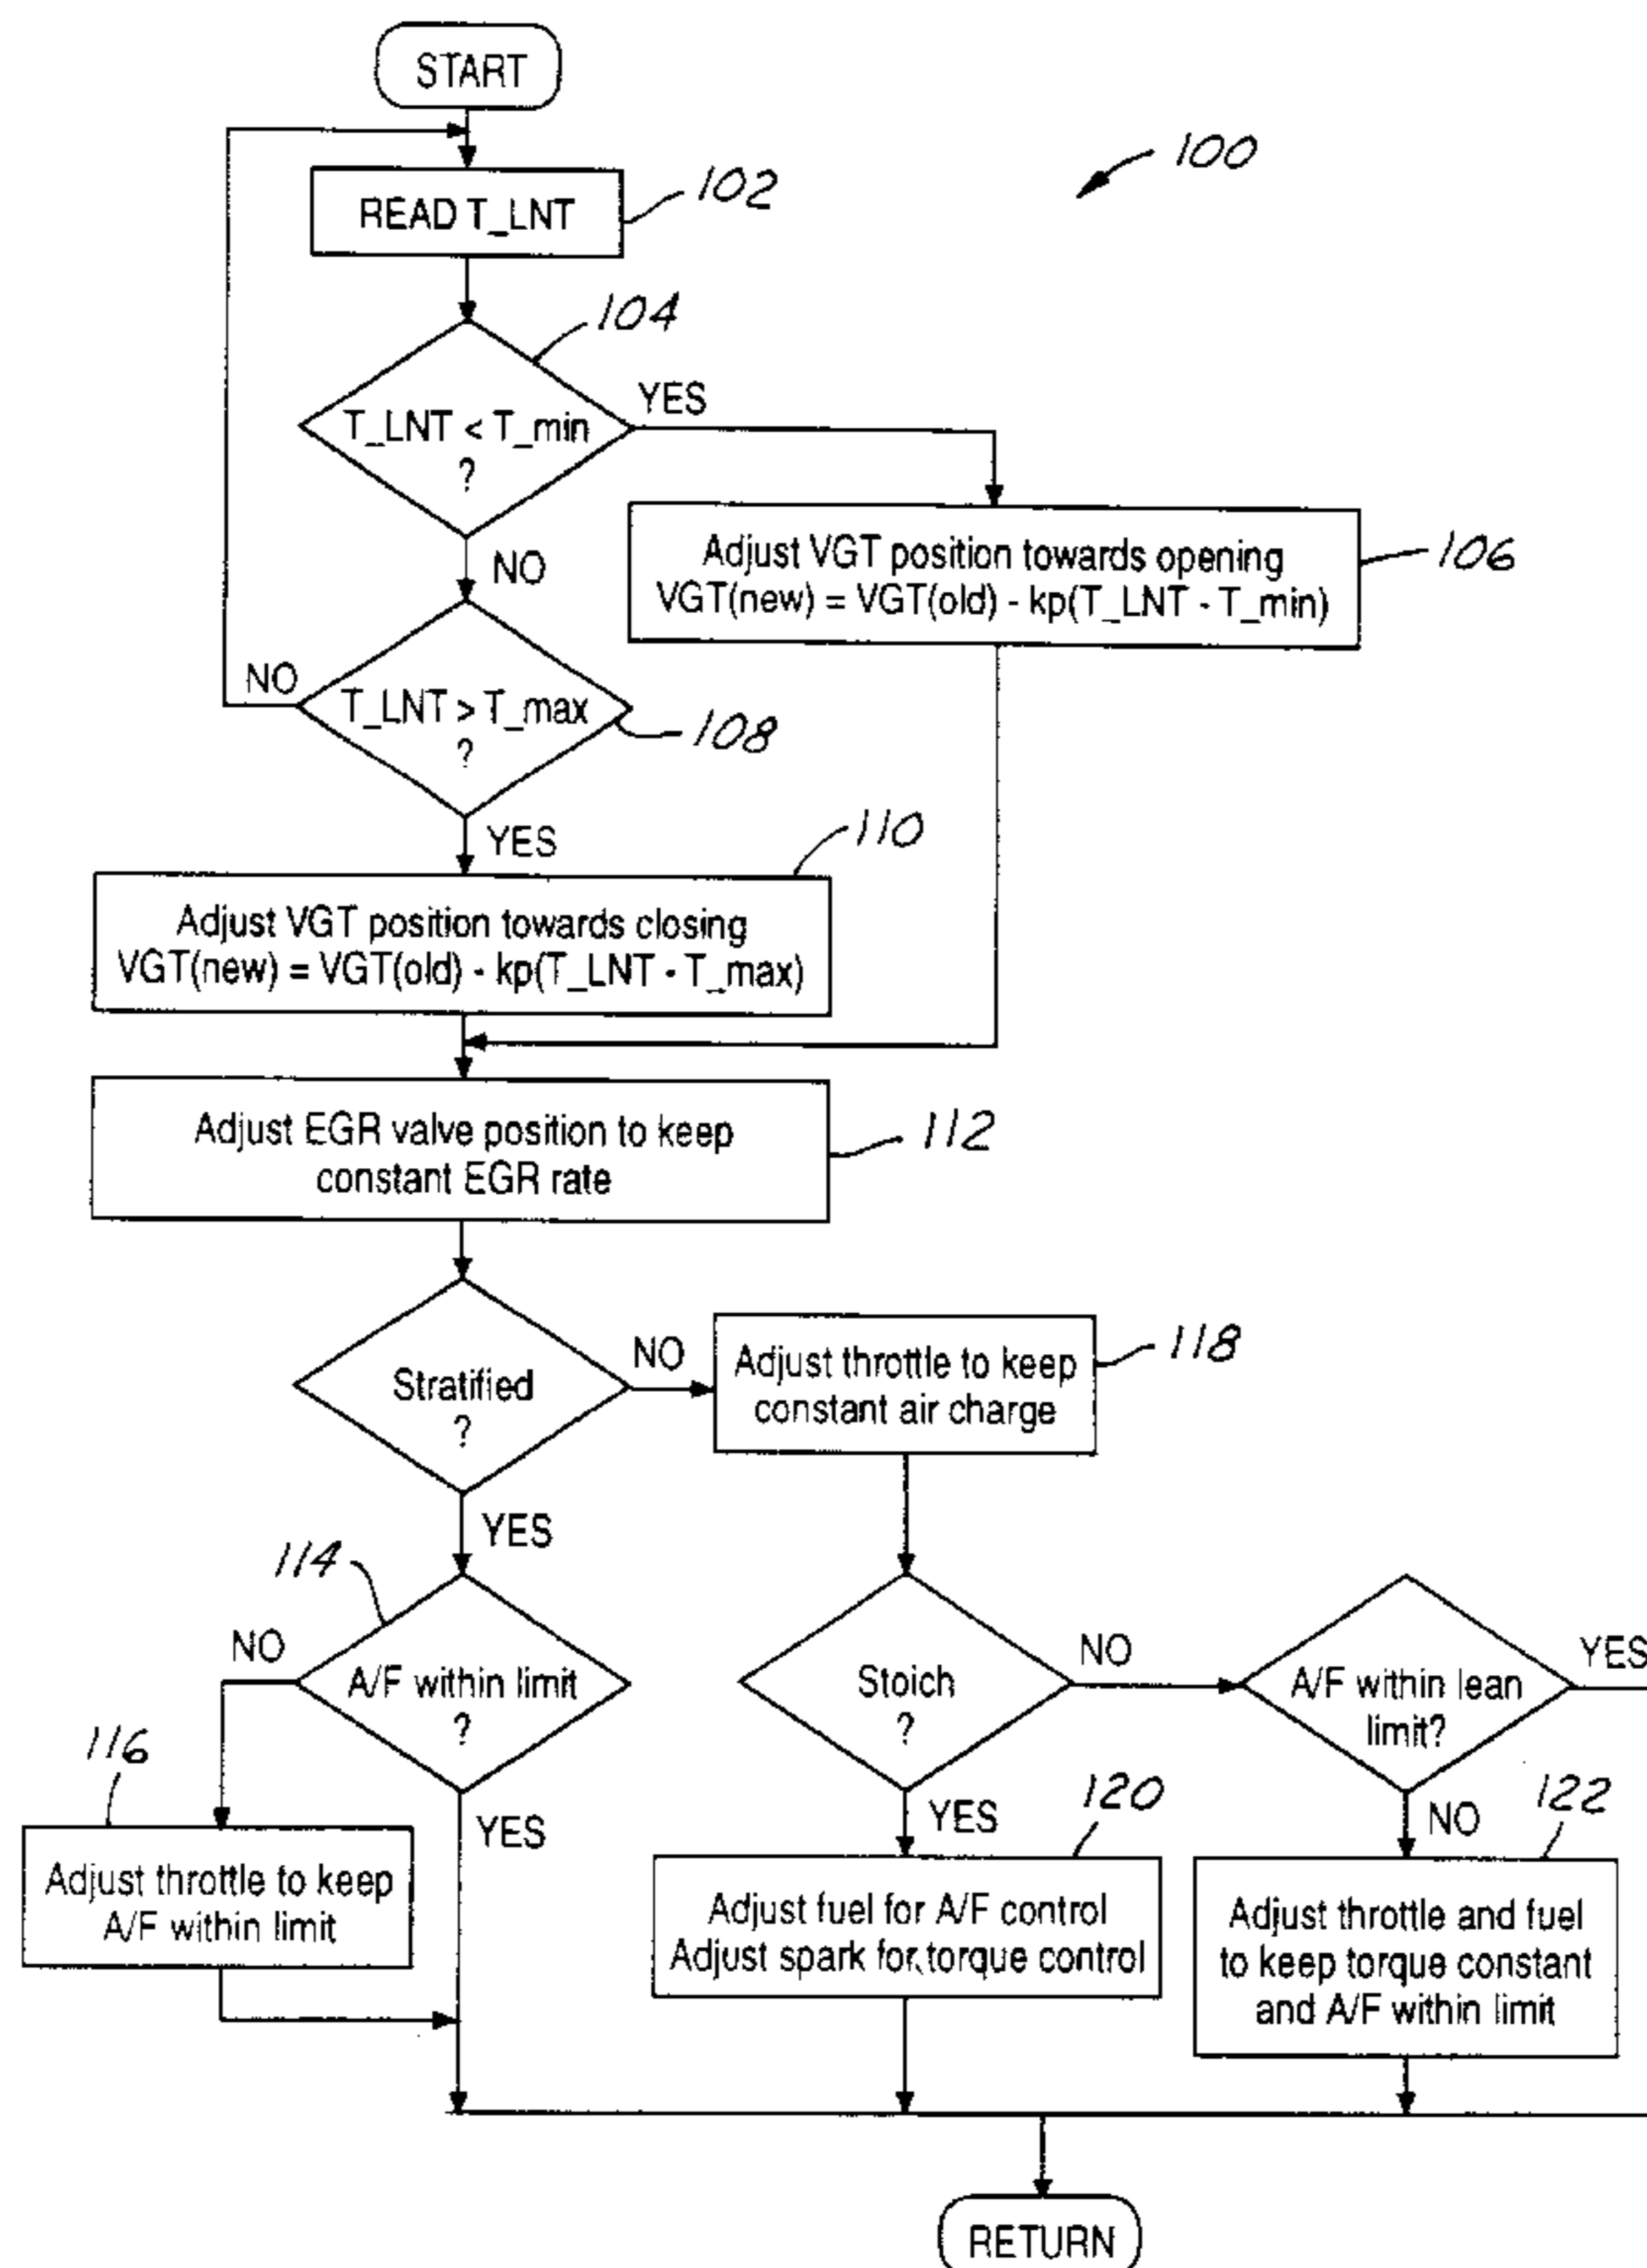 START
100
READ T_LNT
102
104
T_LNT < T_min
?
YES
NO
Adjust VGT position towards opening
VGT(new) = VGT(old) - kp(T_LNT - T_min)
106
NO
T_LNT > T_max
?
108
YES
110
Adjust VGT position towards closing
VGT(new) = VGT(old) - kp(T_LNT - T_max)
Adjust EGR valve position to keep
constant EGR rate
112
Stratified
?
NO
Adjust throttle to keep
constant air charge
118
YES
114
NO
A/F within limit
?
YES
Stoich
?
NO
A/F within lean
limit?
YES
116
Adjust throttle to keep
A/F within limit
YES
120
Adjust fuel for A/F control
Adjust spark for torque control
NO
122
Adjust throttle and fuel
to keep torque constant
and A/F within limit
RETURN